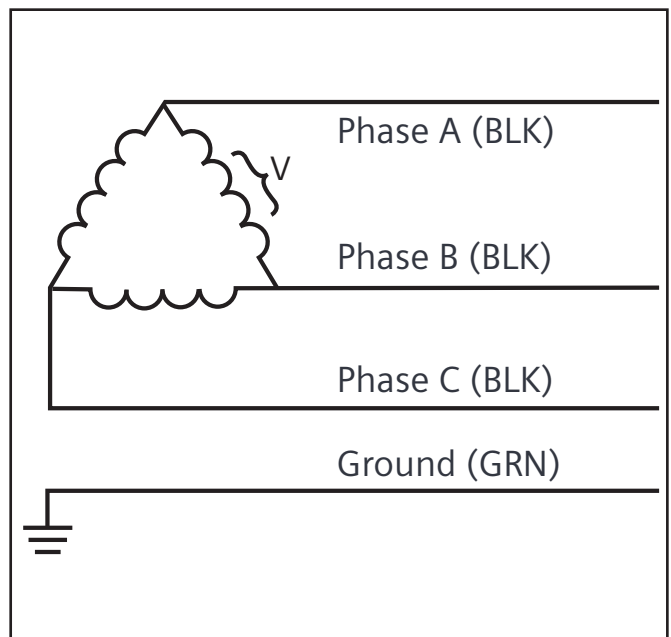 Phase A (BLK)
V
Phase B (BLK)
Phase C (BLK)
Ground (GRN)